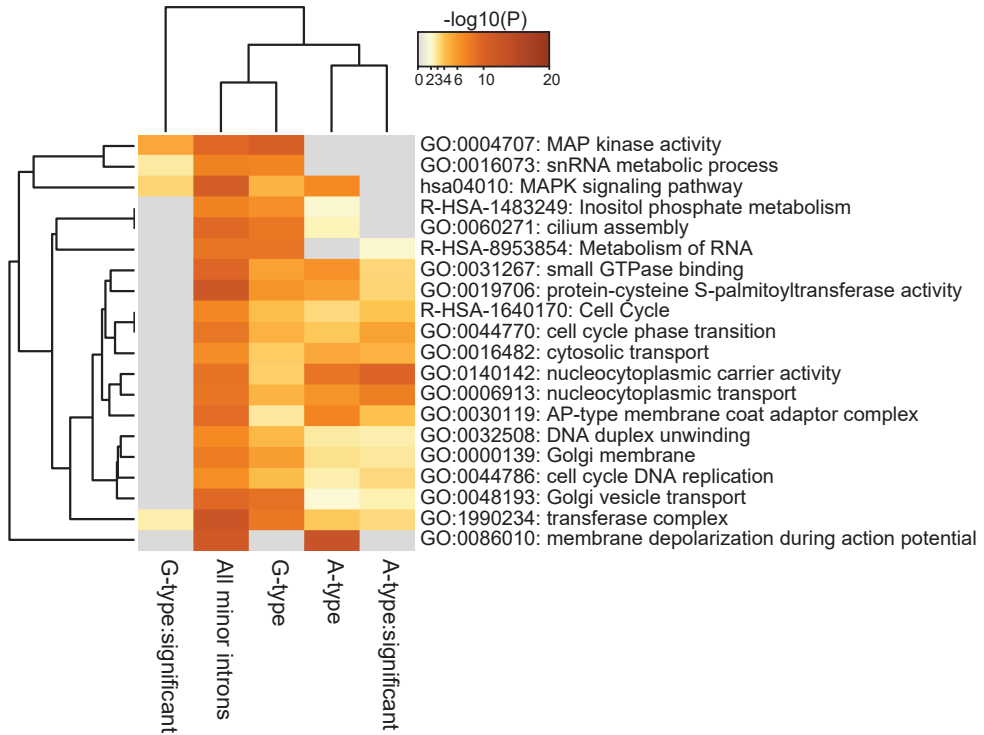 -log10(P)
0 2 3 4 6 10 20
GO:0004707: MAP kinase activity
GO:0016073: snRNA metabolic process
hsa04010: MAPK signaling pathway
R-HSA-1483249: Inositol phosphate metabolism
GO:0060271: cilium assembly
R-HSA-8953854: Metabolism of RNA
GO:0031267: small GTPase binding
GO:0019706: protein-cysteine S-palmitoyltransferase activity
R-HSA-1640170: Cell Cycle
GO:0044770: cell cycle phase transition
GO:0016482: cytosolic transport
GO:0140142: nucleocytoplasmic carrier activity
GO:0006913: nucleocytoplasmic transport
GO:0030119: AP-type membrane coat adaptor complex
GO:0032508: DNA duplex unwinding
GO:0000139: Golgi membrane
GO:0044786: cell cycle DNA replication
GO:0048193: Golgi vesicle transport
GO:1990234: transferase complex
GO:0086010: membrane depolarization during action potential
G-type:significant
All minor introns
G-type
A-type
A-type:significant